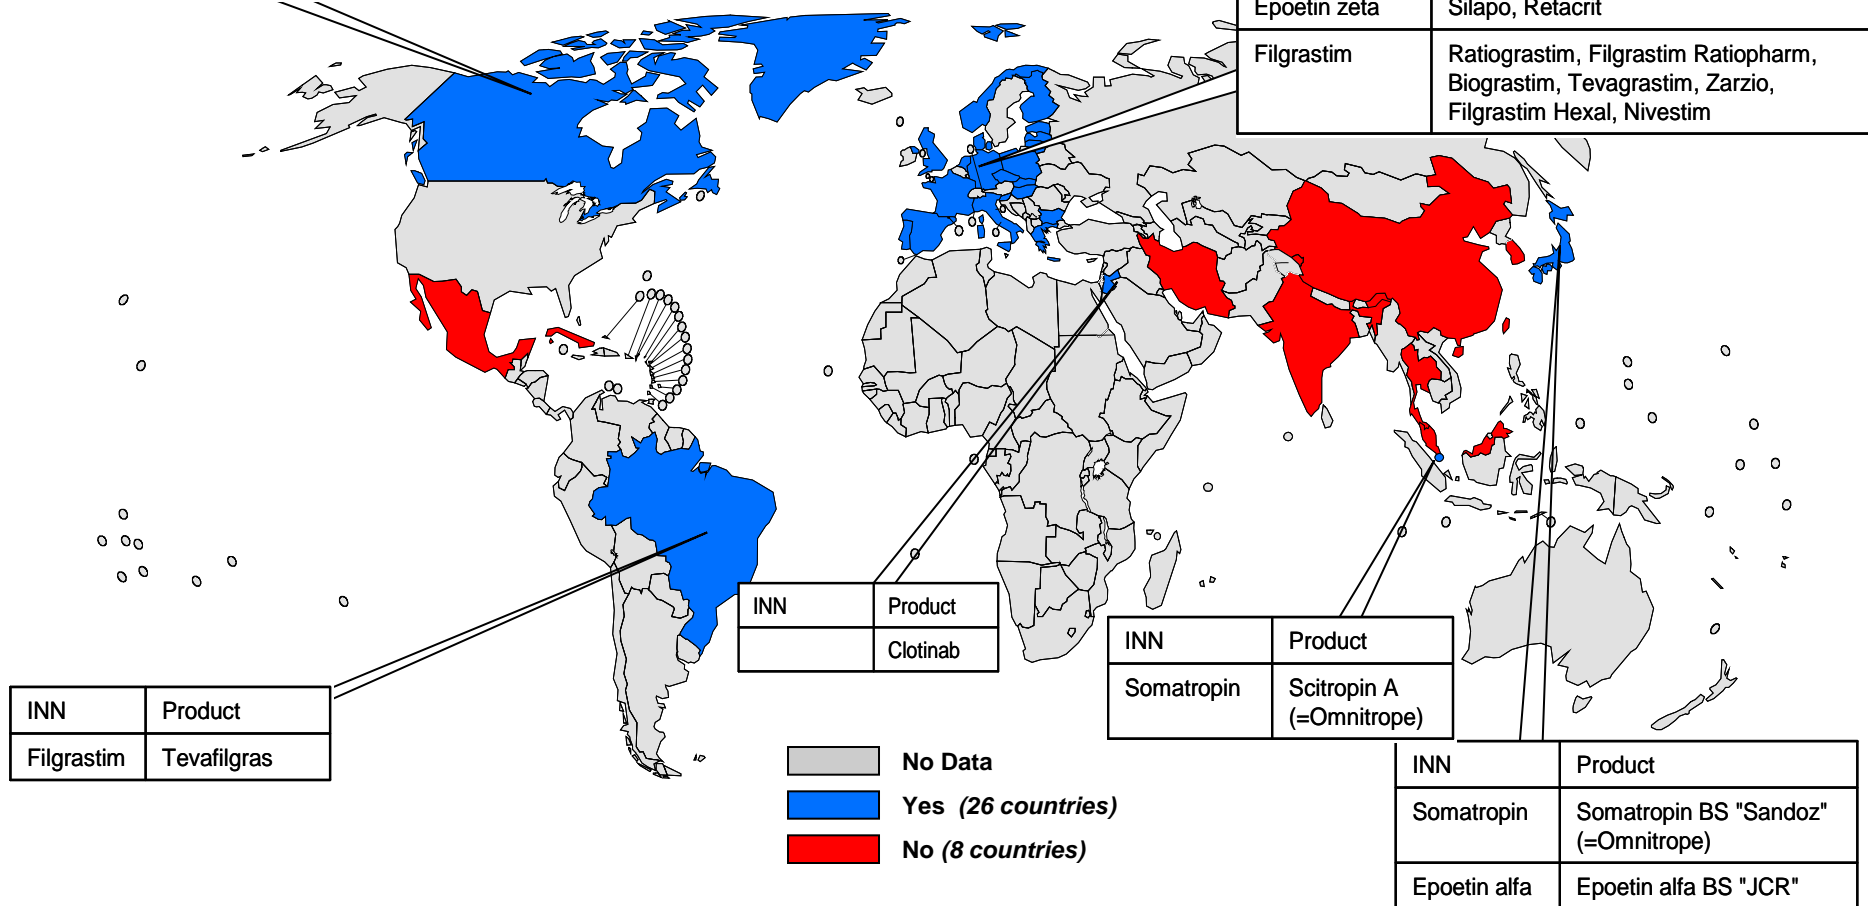 Epoetin zeta Silapo, Retacrit
Filgrastim Ratiograstim, Filgrastim Ratiopharm,
Biograstim, Tevagrastim, Zarzio,
Filgrastim Hexal, Nivestim
INN Product
Clotinab
INN Product
Somatropin Scitropin A
(=Omnitrope)
INN Product
Filgrastim Tevafilgras
No Data
Yes (26 countries)
No (8 countries)
INN Product
Somatropin Somatropin BS "Sandoz"
(=Omnitrope)
Epoetin alfa Epoetin alfa BS "JCR"